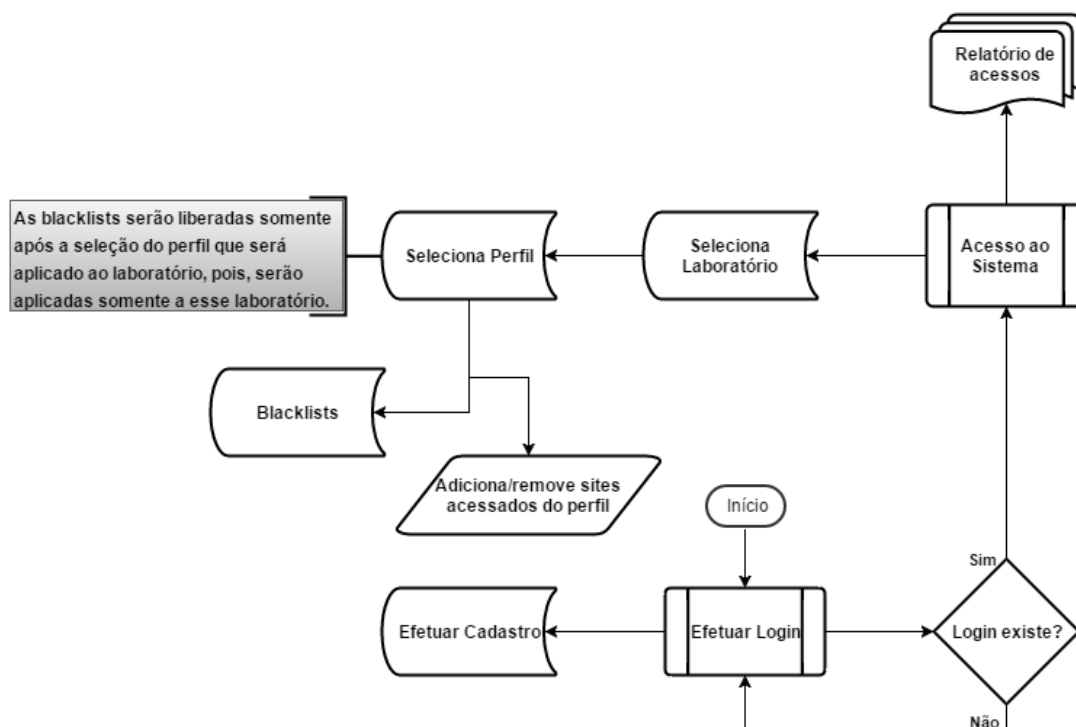 Relatório de
acessos
As blacklists serão liberadas somente
após a seleção do perfil que será
aplicado ao laboratório, pois, serão
aplicadas somente a esse laboratório.
Seleciona Perfil
Seleciona
Laboratório
Acesso ao
Sistema
Blacklists
Adiciona/remove sites
acessados do perfil
Início
Sim
Efetuar Cadastro
Efetuar Login
Login existe?
Não